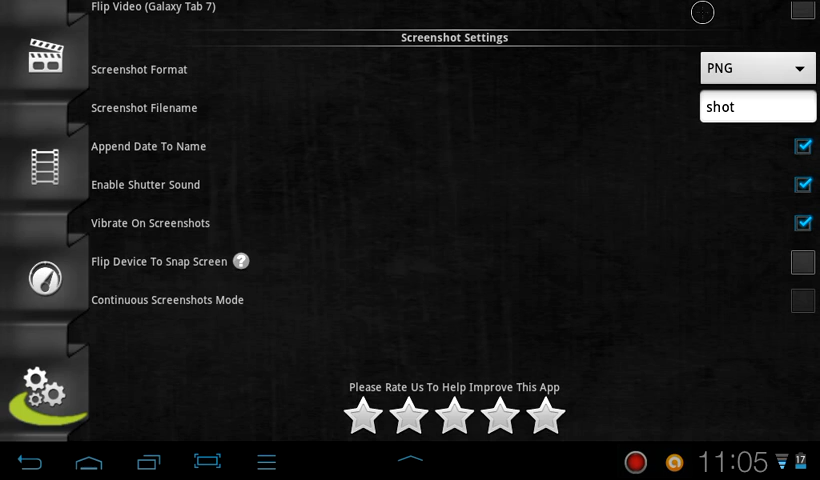 Flip Video (Galaxy Tab 7)
Screenshot Settings
Screenshot Format
PNG
Screenshot Filename
shot
Append Date To Name
Enable Shutter Sound
Vibrate On Screenshots
Flip Device To Snap Screen ?
Continuous Screenshots Mode
Please Rate Us To Help Improve This App
11:05
17